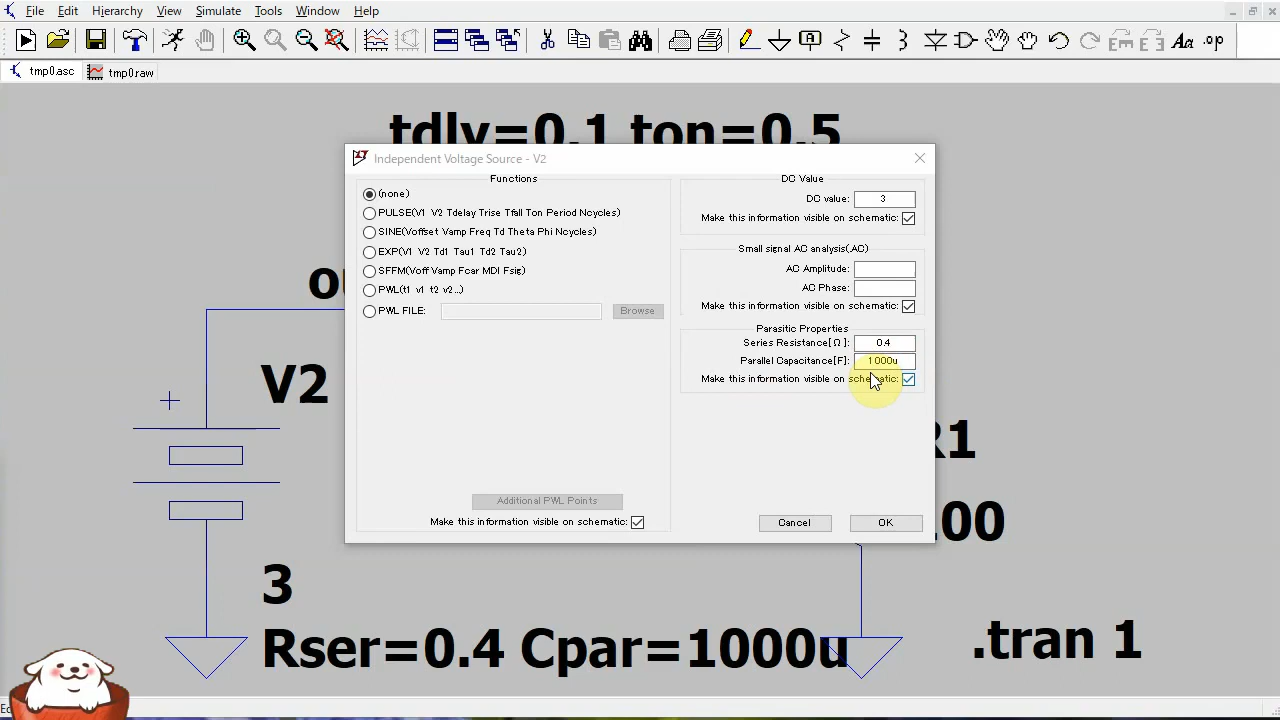 File Edit Hierarchy View Simulate Tools Window Help
tmp0.asc tmp0.raw
tdly=0.1 ton=0.5
Independent Voltage Source - V2
Functions
(none)
PULSE(V1 V2 Tdelay Trise Tfall Ton Period Ncycles)
SINE(Voffset Vamp Freq Td Theta Phi Ncycles)
EXP(V1 V2 Td1 Tau1 Td2 Tau2)
SFFM(Voff Vamp Fcar MDI Fsig)
PWL(t1 v1 t2 v2...)
PWL FILE: Browse
Additional PWL Points
Make this information visible on schematic:
DC Value
DC value: 3
Make this information visible on schematic:
Small signal AC analysis(.AC)
AC Amplitude:
AC Phase:
Make this information visible on schematic:
Parasitic Properties
Series Resistance[Ω]: 0.4
Parallel Capacitance[F]: 1000u
Make this information visible on schematic:
Cancel OK
V2
R1
3
Rser=0.4 Cpar=1000u
.tran 1